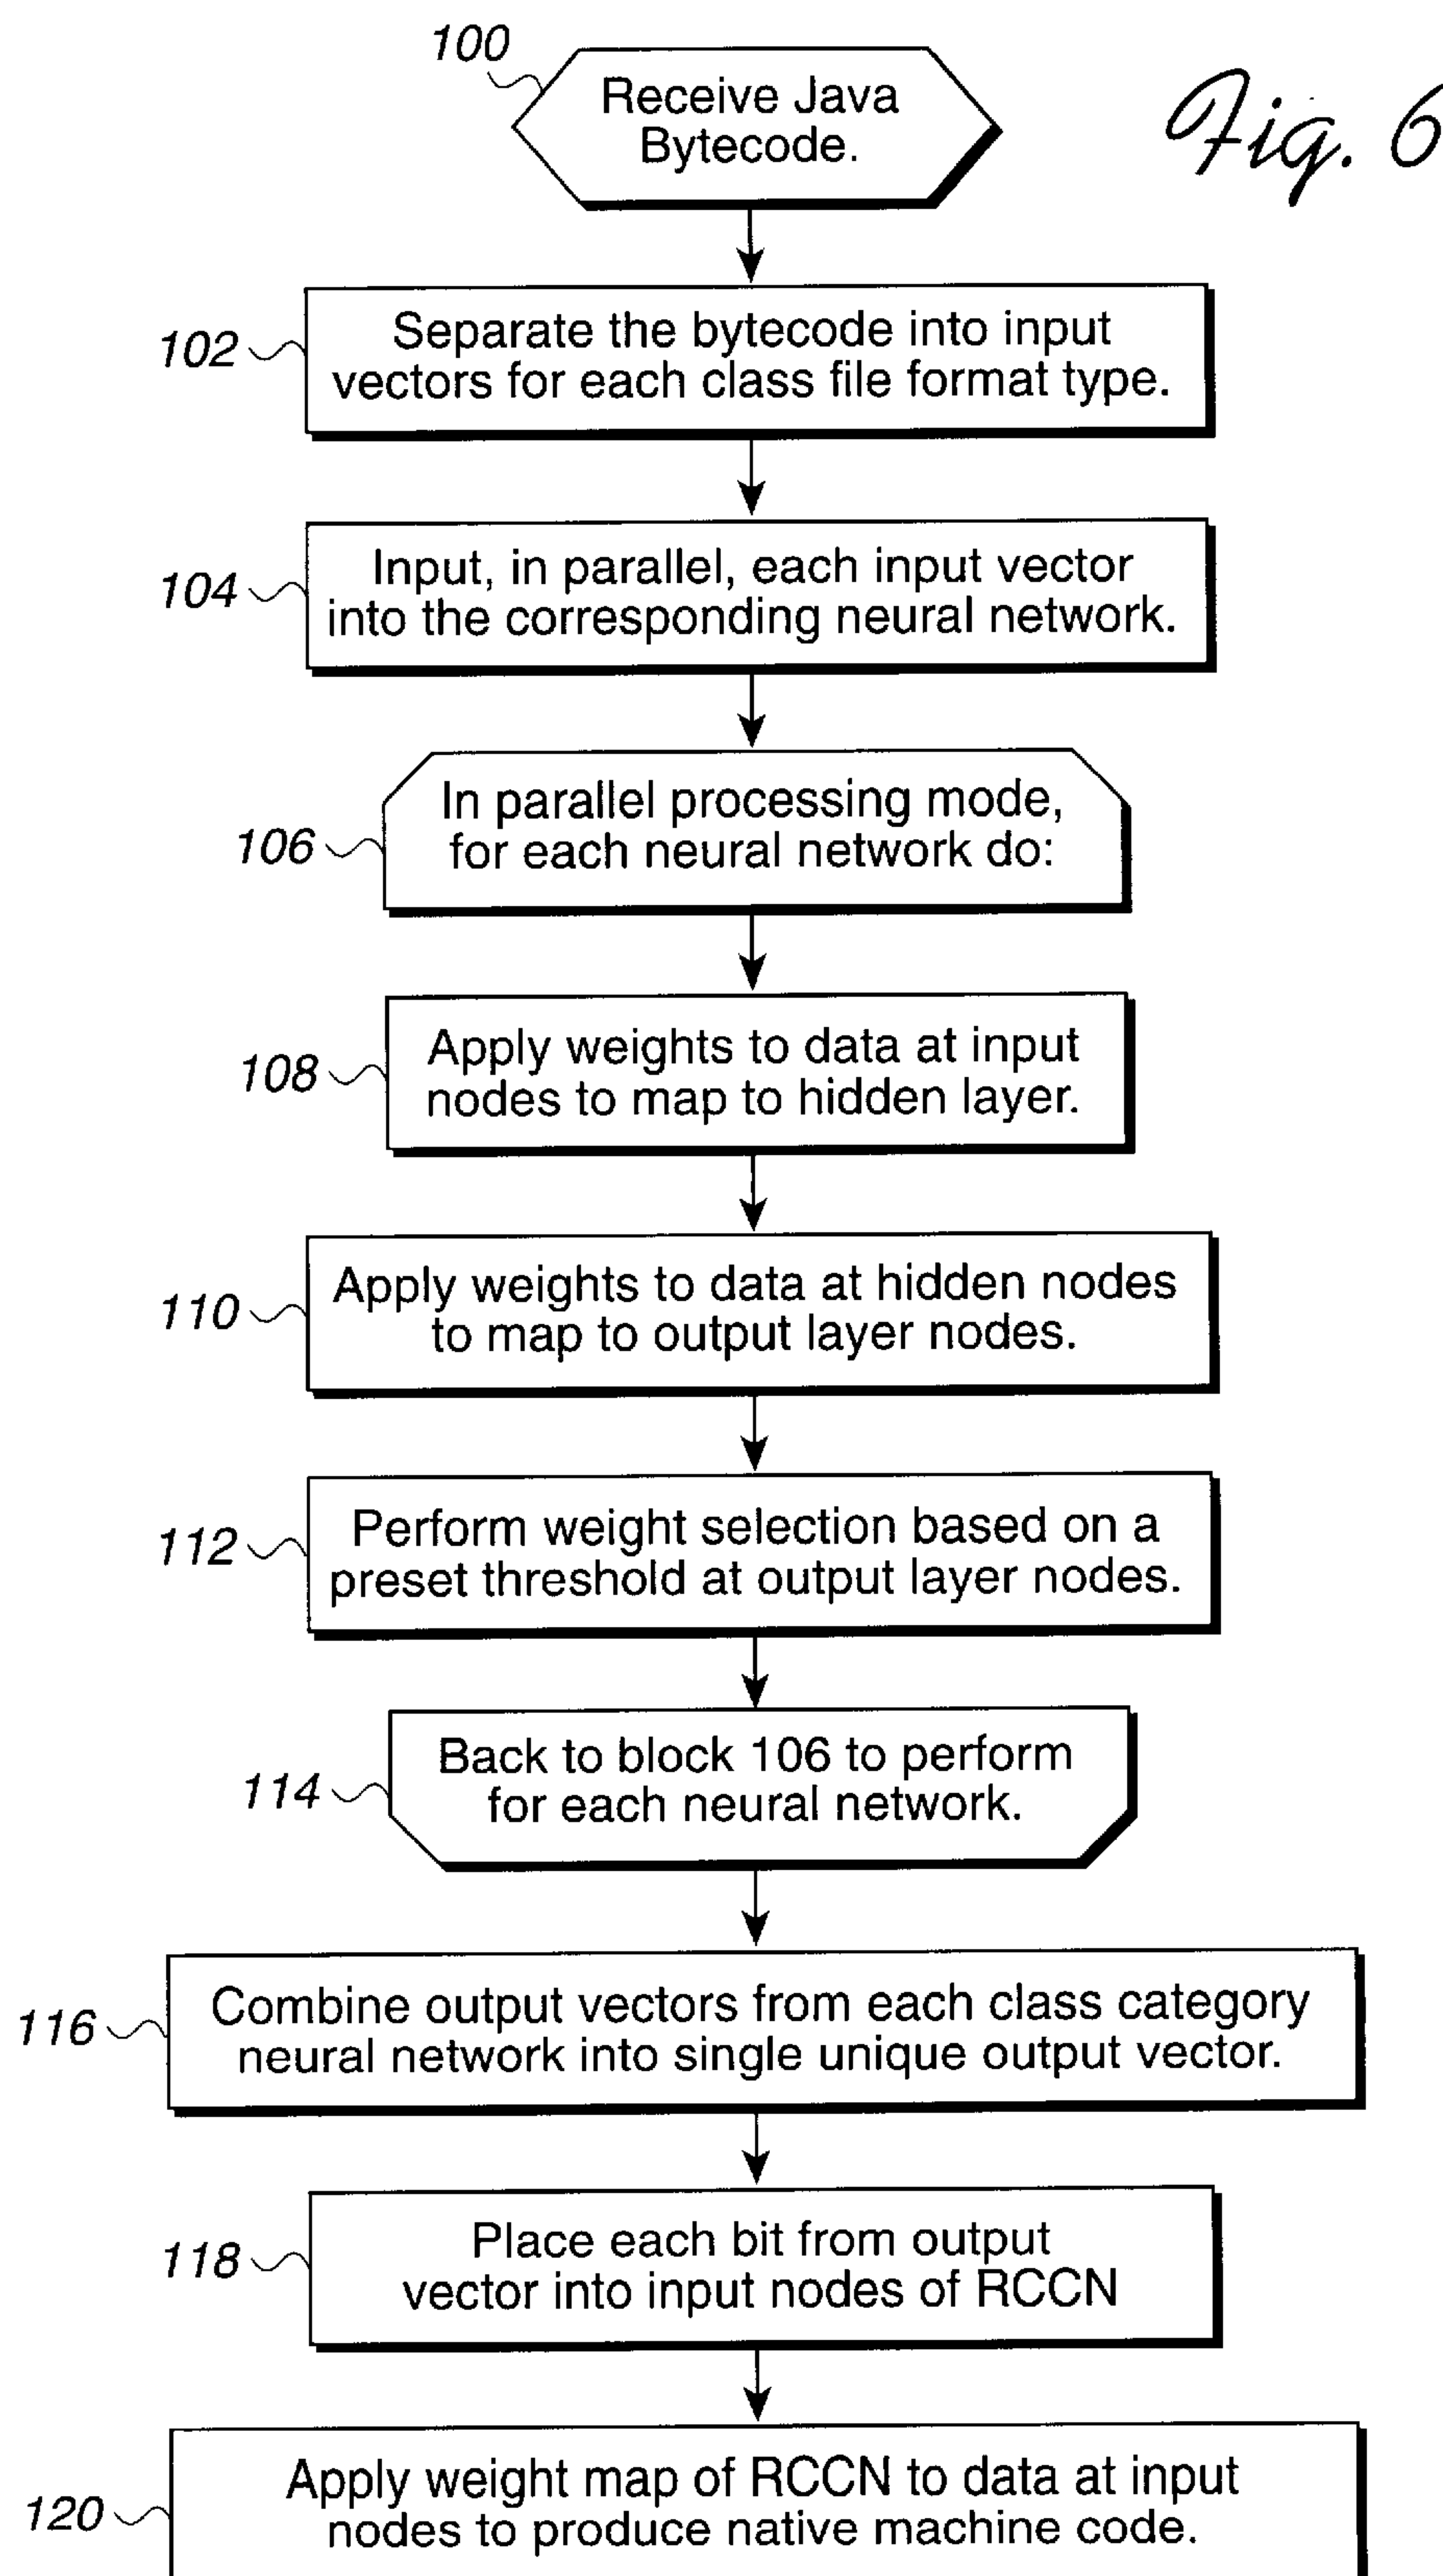 100
Receive Java
Bytecode.
Fig. 6
102
Separate the bytecode into input
vectors for each class file format type.
104
Input, in parallel, each input vector
into the corresponding neural network.
106
In parallel processing mode,
for each neural network do:
108
Apply weights to data at input
nodes to map to hidden layer.
110
Apply weights to data at hidden nodes
to map to output layer nodes.
112
Perform weight selection based on a
preset threshold at output layer nodes.
114
Back to block 106 to perform
for each neural network.
116
Combine output vectors from each class category
neural network into single unique output vector.
118
Place each bit from output
vector into input nodes of RCCN
120
Apply weight map of RCCN to data at input
nodes to produce native machine code.